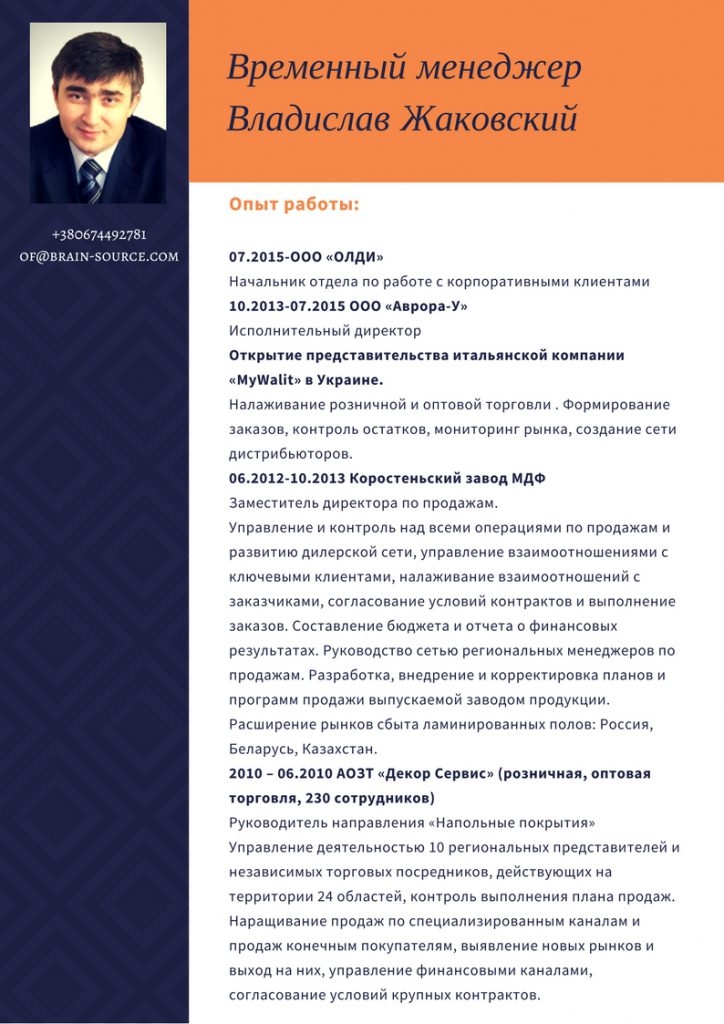 Временный менеджер
Владислав Жаковский
+380674492781
OF@BRAIN-SOURCE.COM
Опыт работы:
07.2015-ООО «ОЛДИ»
Начальник отдела по работе с корпоративными клиентами
10.2013-07.2015 ООО «Аврора-У»
Исполнительный директор
Открытие представительства итальянской компании
«MyWalit» в Украине.
Налаживание розничной и оптовой торговли . Формирование
заказов, контроль остатков, мониторинг рынка, создание сети
дистрибьюторов.
06.2012-10.2013 Коростеньский завод МДФ
Заместитель директора по продажам.
Управление и контроль над всеми операциями по продажам и
развитию дилерской сети, управление взаимоотношениями с
ключевыми клиентами, налаживание взаимоотношений с
заказчиками, согласование условий контрактов и выполнение
заказов. Составление бюджета и отчета о финансовых
результатах. Руководство сетью региональных менеджеров по
продажам. Разработка, внедрение и корректировка планов и
программ продажи выпускаемой заводом продукции.
Расширение рынков сбыта ламинированных полов: Россия,
Беларусь, Казахстан.
2010 – 06.2010 АОЗТ «Декор Сервис» (розничная, оптовая
торговля, 230 сотрудников)
Руководитель направления «Напольные покрытия»
Управление деятельностью 10 региональных представителей и
независимых торговых посредников, действующих на
территории 24 областей, контроль выполнения плана продаж.
Наращивание продаж по специализированным каналам и
продаж конечным покупателям, выявление новых рынков и
выход на них, управление финансовыми каналами,
согласование условий крупных контрактов.